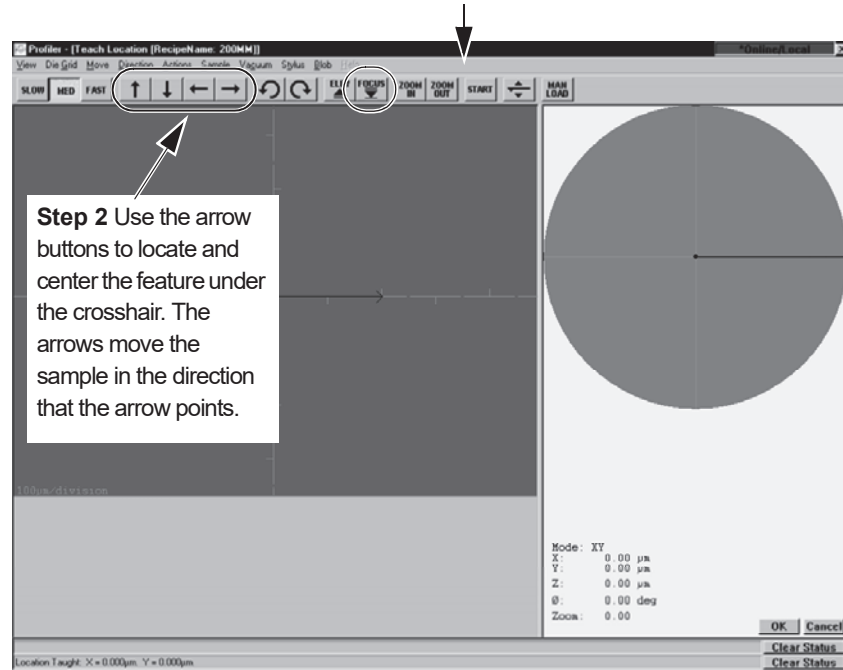 Profiler - [Teach Location [RecipeName: 200MM]]
*Online/Local
View Die Grid Move Direction Actions Sample Vacuum Stylus Blob Help
SLOW MED FAST FOCUS ZOOM IN ZOOM OUT START MAN LOAD
Step 2 Use the arrow
buttons to locate and
center the feature under
the crosshair. The
arrows move the
sample in the direction
that the arrow points.
100µm/division
Mode: XY
X: 0.00 µm
Y: 0.00 µm
Z: 0.00 µm
Ø: 0.00 deg
Zoom: 0.00
OK Cancel
Clear Status
Location Taught: X = 0.000µm. Y = 0.000µm Clear Status